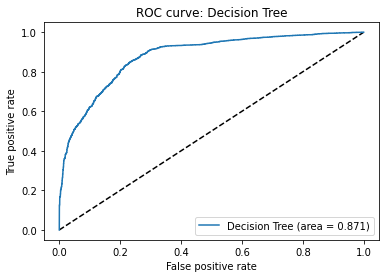 ROC curve: Decision Tree
True positive rate
1.0
0.8
0.6
0.4
0.2
0.0
Decision Tree (area = 0.871)
0.0 0.2 0.4 0.6 0.8 1.0
False positive rate